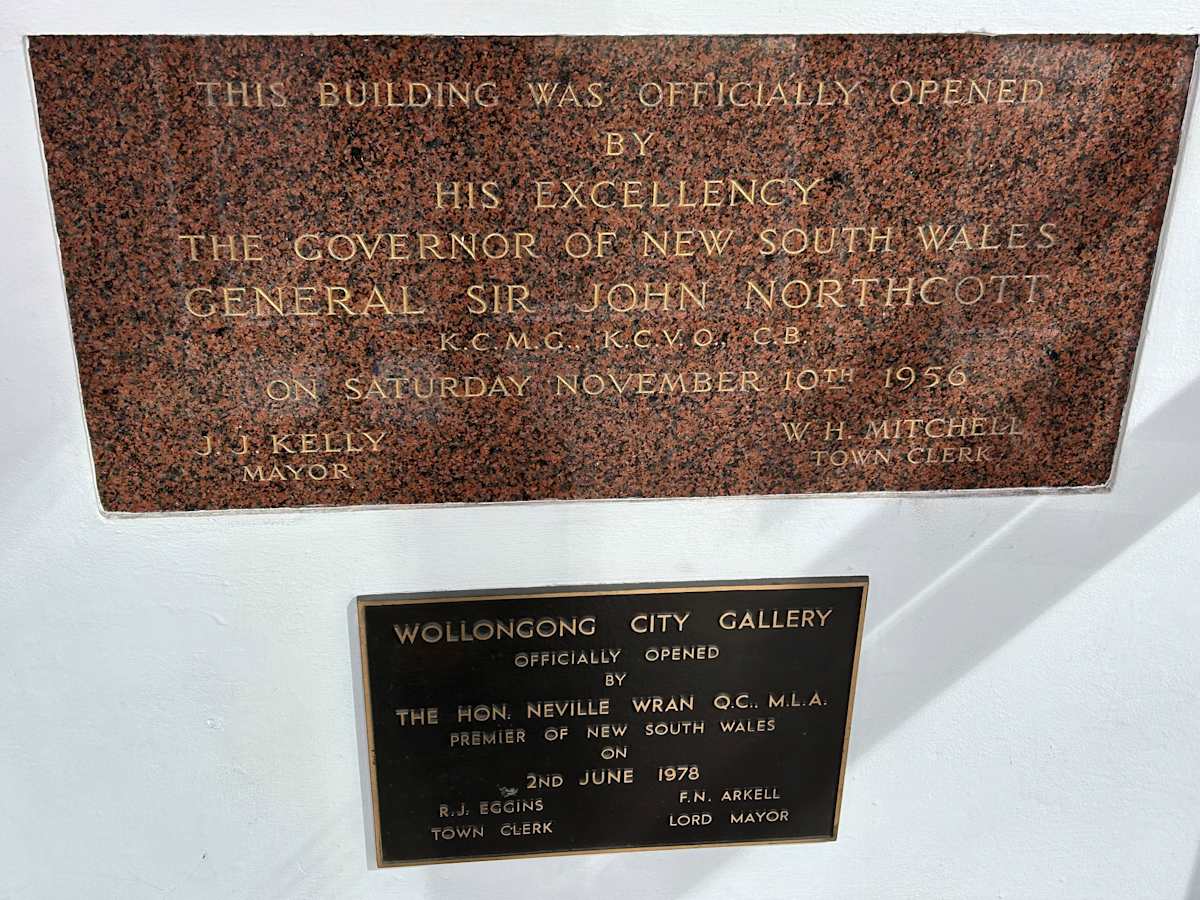 THIS BUILDING WAS OFFICIALLY OPENED
BY
HIS EXCELLENCY
THE GOVERNOR OF NEW SOUTH WALES
GENERAL SIR JOHN NORTHCOTT
K.C.M.G., K.C.V.O., C.B.
ON SATURDAY NOVEMBER 10TH 1956
J. J. KELLY
MAYOR
W. H. MITCHELL
TOWN CLERK
WOLLONGONG CITY GALLERY
OFFICIALLY OPENED
BY
THE HON. NEVILLE WRAN Q.C., M.L.A.
PREMIER OF NEW SOUTH WALES
ON
2ND JUNE 1978
R.J. EGGINS
TOWN CLERK
F.N. ARKELL
LORD MAYOR